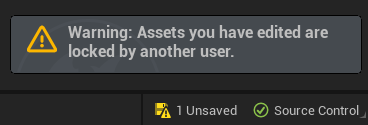 Warning: Assets you have edited are
locked by another user.
1 Unsaved
Source Control